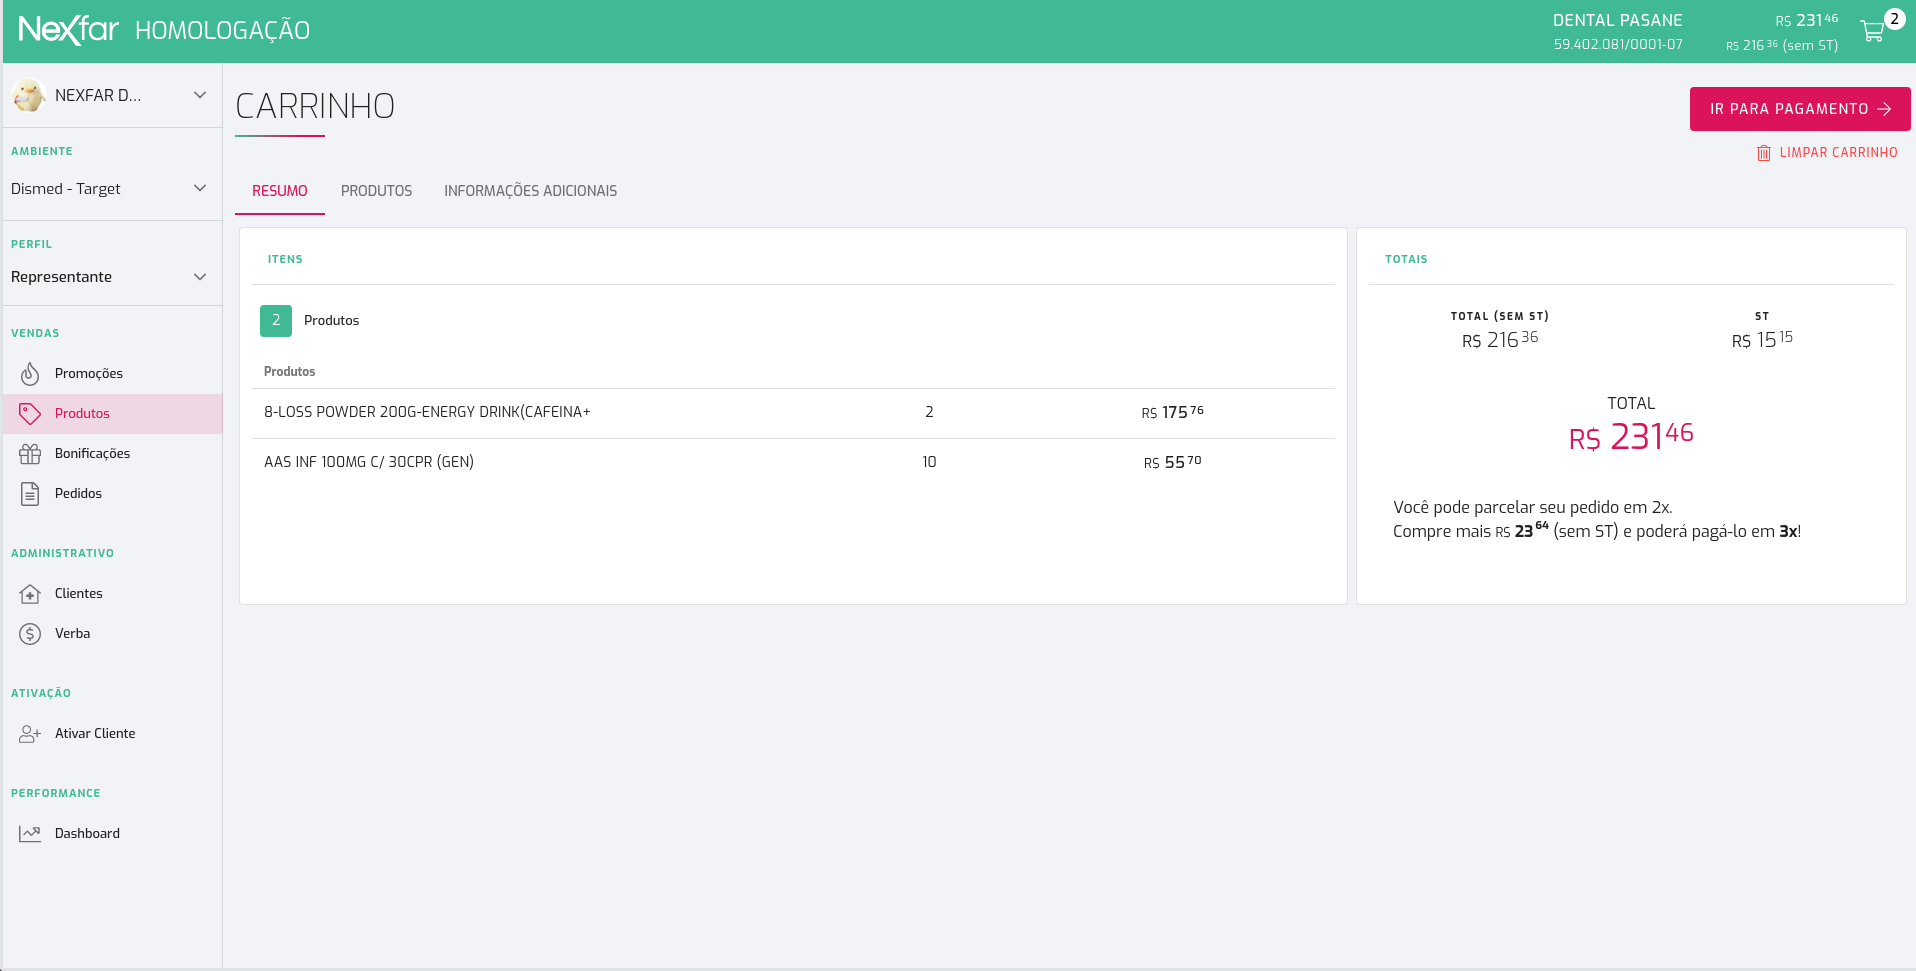 Nexfar HOMOLOGAÇÃO
DENTAL PASANE
59.402.081/0001-07
R$ 231 46
R$ 216 36 (sem ST)
2
NEXFAR D...
AMBIENTE
Dismed - Target
PERFIL
Representante
VENDAS
Promoções
Produtos
Bonificações
Pedidos
ADMINISTRATIVO
Clientes
Verba
ATIVAÇÃO
Ativar Cliente
PERFORMANCE
Dashboard
CARRINHO
IR PARA PAGAMENTO
LIMPAR CARRINHO
RESUMO PRODUTOS INFORMAÇÕES ADICIONAIS
ITENS
2 Produtos
Produtos
8-LOSS POWDER 200G-ENERGY DRINK(CAFEINA+ 2 R$ 175 76
AAS INF 100MG C/ 30CPR (GEN) 10 R$ 55 70
TOTAIS
TOTAL (SEM ST) ST
R$ 216 36 R$ 15 15
TOTAL
R$ 231 46
Você pode parcelar seu pedido em 2x.
Compre mais R$ 23 64 (sem ST) e poderá pagá-lo em 3x!